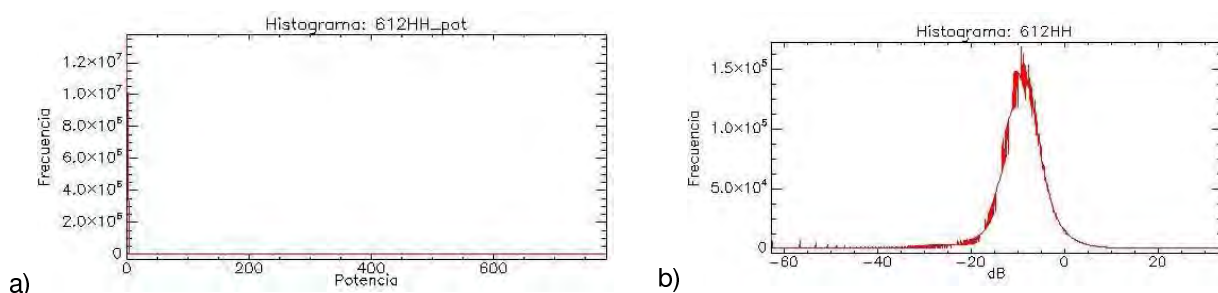 Histograma: 612HH_pot
Frecuencia
1.2×10⁷
1.0×10⁷
8.0×10⁶
6.0×10⁶
4.0×10⁶
2.0×10⁶
0
0 200 400 600
Potencia
a)
Histograma: 612HH
Frecuencia
1.5×10⁵
1.0×10⁵
5.0×10⁴
0
−60 −40 −20 0 20
dB
b)